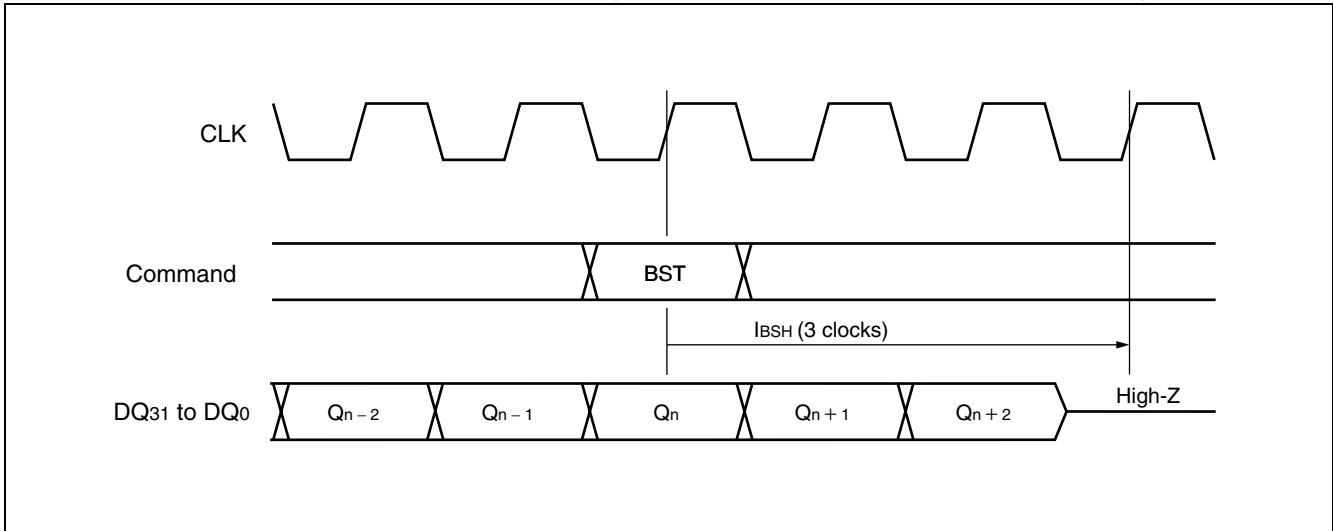 CLK
Command
BST
IBSH (3 clocks)
DQ31 to DQ0
Qn – 2
Qn – 1
Qn
Qn + 1
Qn + 2
High-Z